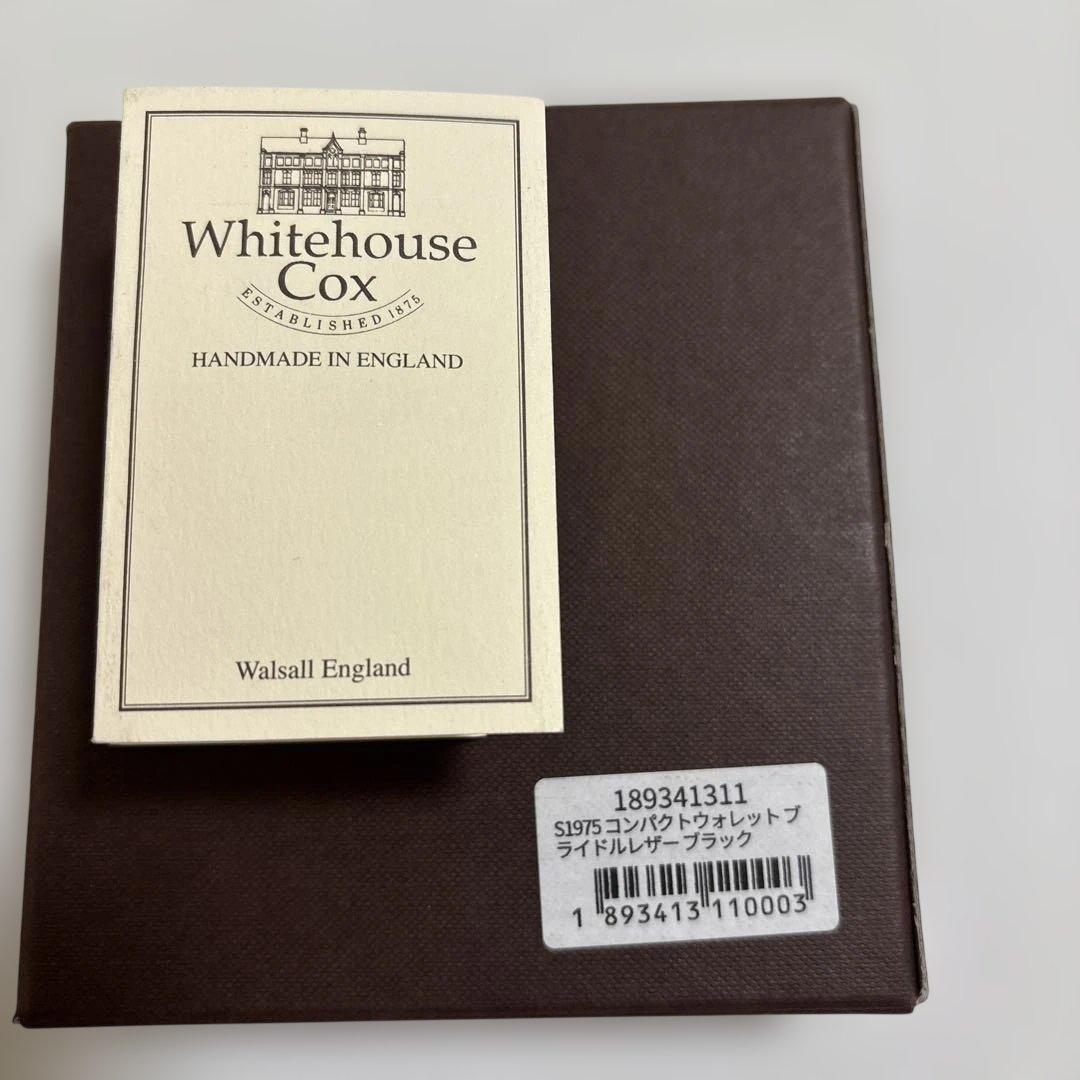 Whitehouse
Cox
ESTABLISHED 1875
HANDMADE IN ENGLAND
Walsall England
189341311
S1975 コンパクトウォレット ブ
ライドルレザー ブラック
1 893413 110003